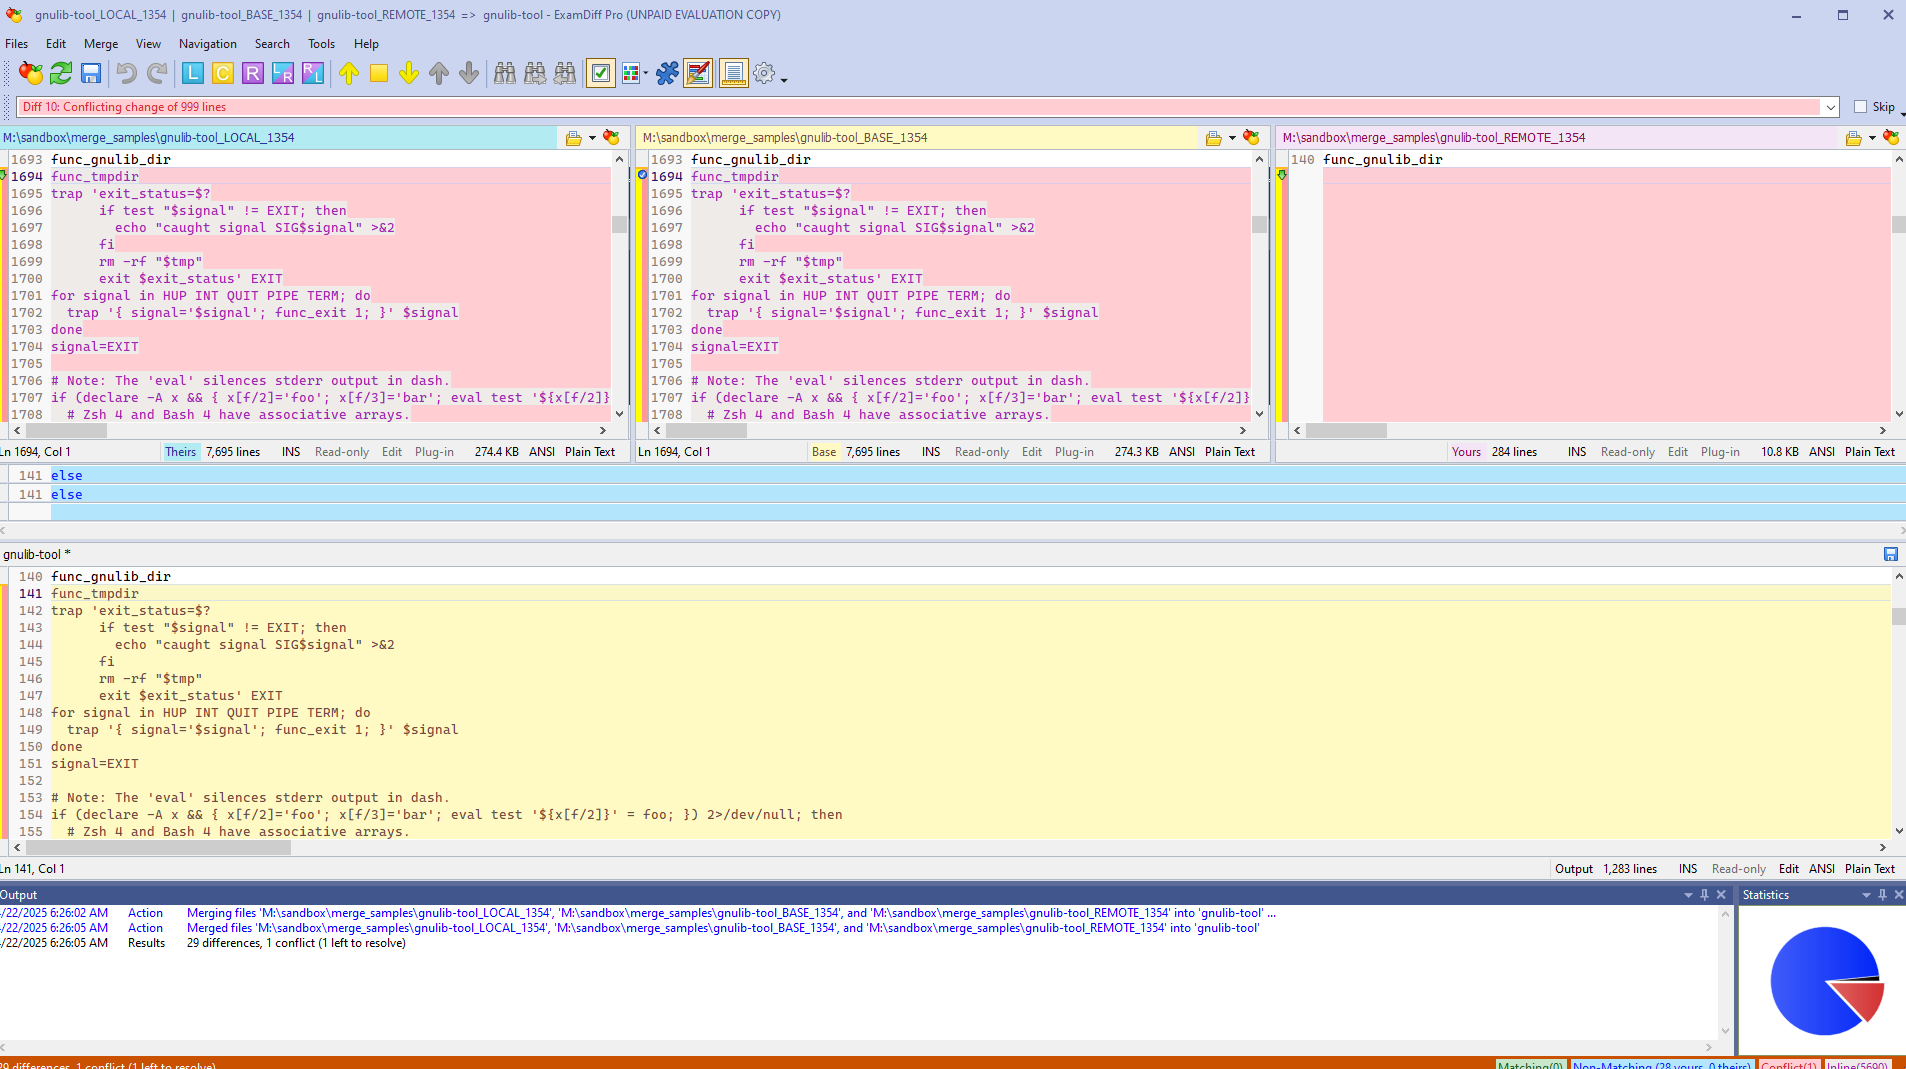 gnulib-tool_LOCAL_1354 | gnulib-tool_BASE_1354 | gnulib-tool_REMOTE_1354 => gnulib-tool - ExamDiff Pro (UNPAID EVALUATION COPY)
Files Edit Merge View Navigation Search Tools Help
L C R L R R L
Diff 10: Conflicting change of 999 lines
Skip
M:\sandbox\merge_samples\gnulib-tool_LOCAL_1354
1693 func_gnulib_dir
1694 func_tmpdir
1695 trap 'exit_status=$?
1696       if test "$signal" != EXIT; then
1697         echo "caught signal SIG$signal" >&2
1698       fi
1699       rm -rf "$tmp"
1700       exit $exit_status' EXIT
1701 for signal in HUP INT QUIT PIPE TERM; do
1702   trap '{ signal='$signal'; func_exit 1; }' $signal
1703 done
1704 signal=EXIT
1705
1706 # Note: The 'eval' silences stderr output in dash.
1707 if (declare -A x && { x[f/2]='foo'; x[f/3]='bar'; eval test '${x[f/2]}
1708   # Zsh 4 and Bash 4 have associative arrays.
Ln 1694, Col 1 Theirs 7,695 lines INS Read-only Edit Plug-in 274.4 KB ANSI Plain Text
M:\sandbox\merge_samples\gnulib-tool_BASE_1354
1693 func_gnulib_dir
1694 func_tmpdir
1695 trap 'exit_status=$?
1696       if test "$signal" != EXIT; then
1697         echo "caught signal SIG$signal" >&2
1698       fi
1699       rm -rf "$tmp"
1700       exit $exit_status' EXIT
1701 for signal in HUP INT QUIT PIPE TERM; do
1702   trap '{ signal='$signal'; func_exit 1; }' $signal
1703 done
1704 signal=EXIT
1705
1706 # Note: The 'eval' silences stderr output in dash.
1707 if (declare -A x && { x[f/2]='foo'; x[f/3]='bar'; eval test '${x[f/2]}
1708   # Zsh 4 and Bash 4 have associative arrays.
Ln 1694, Col 1 Base 7,695 lines INS Read-only Edit Plug-in 274.3 KB ANSI Plain Text
M:\sandbox\merge_samples\gnulib-tool_REMOTE_1354
140 func_gnulib_dir
Yours 284 lines INS Read-only Edit Plug-in 10.8 KB ANSI Plain Text
141 else
141 else
gnulib-tool *
140 func_gnulib_dir
141 func_tmpdir
142 trap 'exit_status=$?
143       if test "$signal" != EXIT; then
144         echo "caught signal SIG$signal" >&2
145       fi
146       rm -rf "$tmp"
147       exit $exit_status' EXIT
148 for signal in HUP INT QUIT PIPE TERM; do
149   trap '{ signal='$signal'; func_exit 1; }' $signal
150 done
151 signal=EXIT
152
153 # Note: The 'eval' silences stderr output in dash.
154 if (declare -A x && { x[f/2]='foo'; x[f/3]='bar'; eval test '${x[f/2]}' = foo; }) 2>/dev/null; then
155   # Zsh 4 and Bash 4 have associative arrays.
Ln 141, Col 1 Output 1,283 lines INS Read-only Edit ANSI Plain Text
Output
/22/2025 6:26:02 AM Action Merging files 'M:\sandbox\merge_samples\gnulib-tool_LOCAL_1354', 'M:\sandbox\merge_samples\gnulib-tool_BASE_1354', and 'M:\sandbox\merge_samples\gnulib-tool_REMOTE_1354' into 'gnulib-tool' ...
/22/2025 6:26:05 AM Action Merged files 'M:\sandbox\merge_samples\gnulib-tool_LOCAL_1354', 'M:\sandbox\merge_samples\gnulib-tool_BASE_1354', and 'M:\sandbox\merge_samples\gnulib-tool_REMOTE_1354' into 'gnulib-tool'
/22/2025 6:26:05 AM Results 29 differences, 1 conflict (1 left to resolve)
Statistics
29 differences, 1 conflict (1 left to resolve) Matching(0) Non-Matching (28 yours, 0 theirs) Conflict(1) Inline(5690)